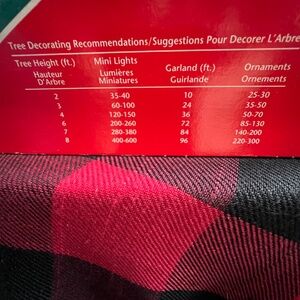 Tree Decorating Recommendations/Suggestions Pour Decorer L'Arbre
Tree Height (ft.) Mini Lights Garland (ft.) Ornaments
Hauteur Lumières Guirlande Ornements
D'Arbre Miniatures
2 35-40 10 25-30
3 60-100 24 35-50
4 120-150 36 50-70
6 200-260 72 85-130
7 280-380 84 140-200
8 400-600 96 220-300